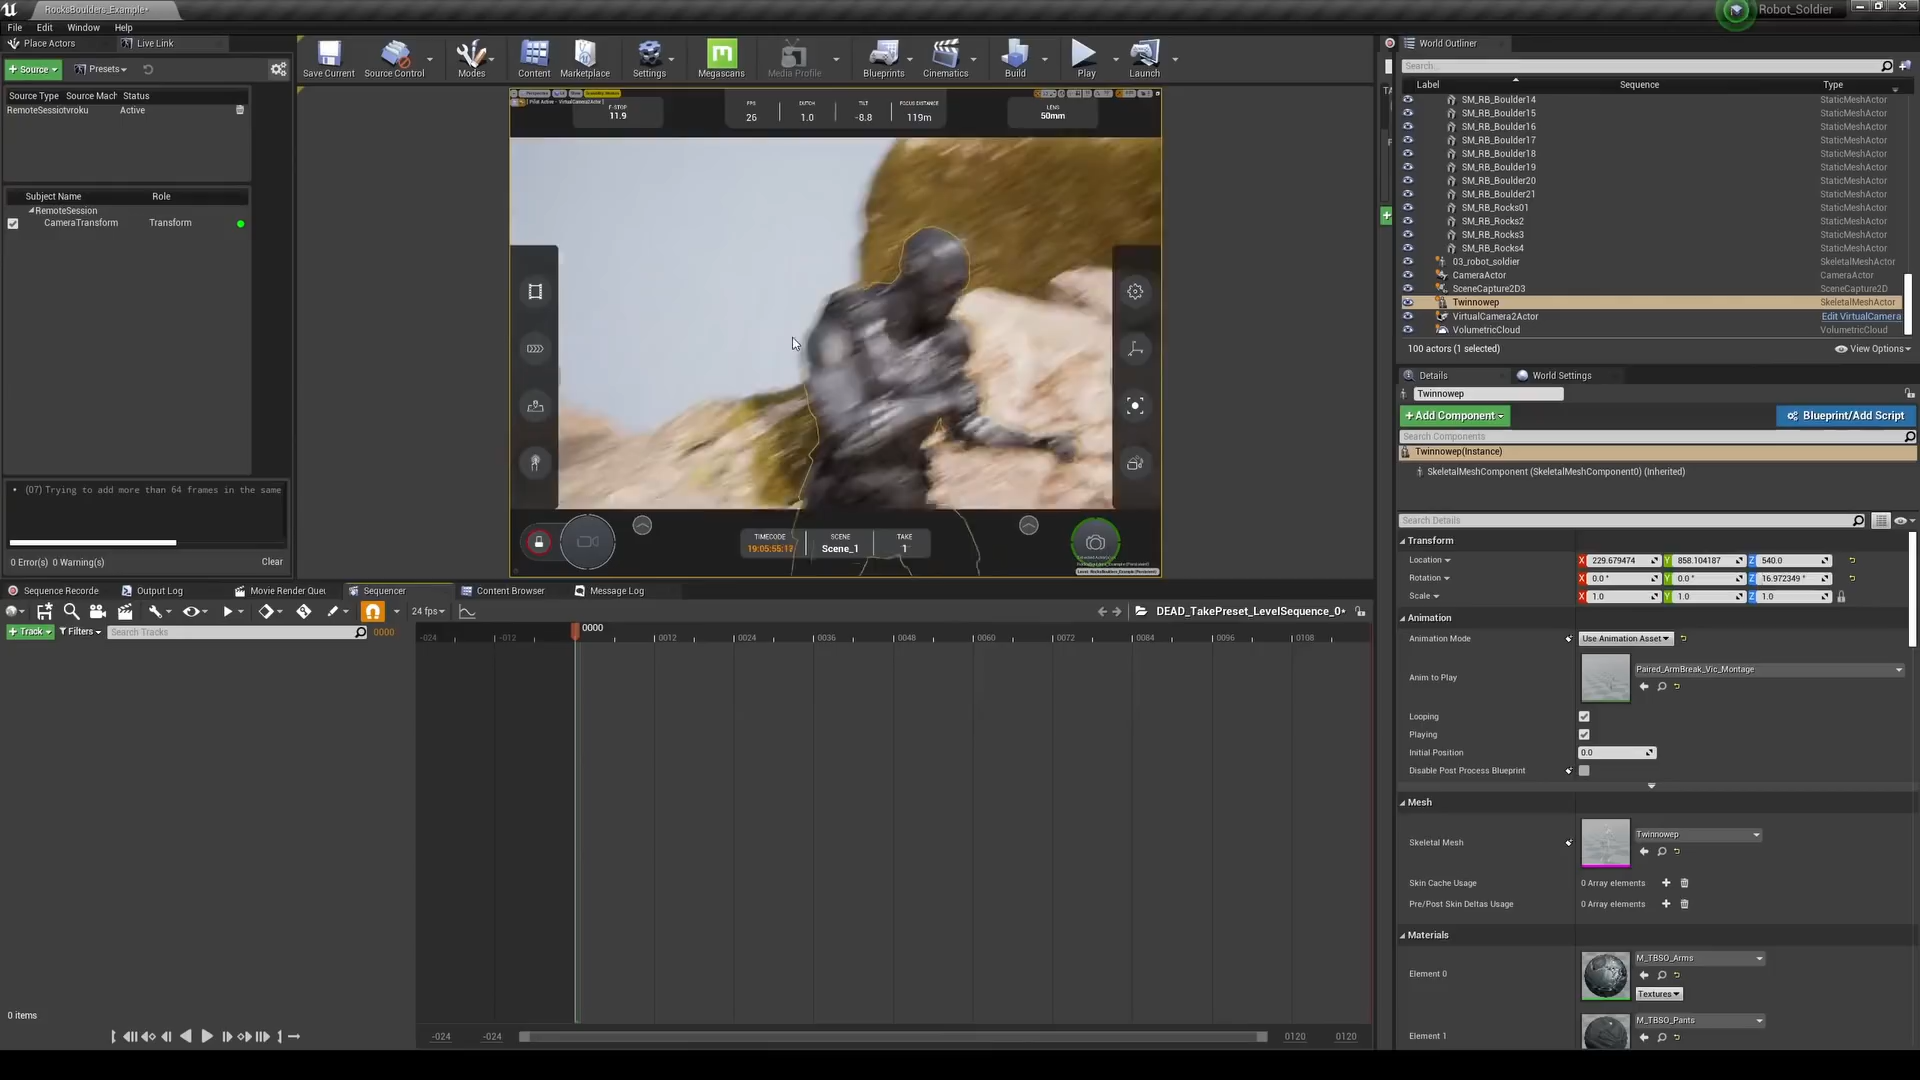 RocksBoulders_Example*
Robot_Soldier
File
Edit
Window
Help
Place Actors
Live Link
World Outliner
+ Source
Presets
Save Current
Source Control
Modes
Content
Marketplace
Settings
Megascans
Media Profile
Blueprints
Cinematics
Build
Play
Launch
Search...
Label
Sequence
Type
Source Type
Source Mach
Status
RemoteSessiotvroku
Active
Subject Name
Role
RemoteSession
CameraTransform
Transform
• (07) Trying to add more than 64 frames in the same
0 Error(s) 0 Warning(s)
Clear
F-STOP
11.9
FPS
26
DUTCH
1.0
TILT
-8.8
FOCUS DISTANCE
119m
LENS
50mm
TIMECODE
SCENE
Scene_1
TAKE
1
SM_RB_Boulder14 StaticMeshActor
SM_RB_Boulder15 StaticMeshActor
SM_RB_Boulder16 StaticMeshActor
SM_RB_Boulder17 StaticMeshActor
SM_RB_Boulder18 StaticMeshActor
SM_RB_Boulder19 StaticMeshActor
SM_RB_Boulder20 StaticMeshActor
SM_RB_Boulder21 StaticMeshActor
SM_RB_Rocks01 StaticMeshActor
SM_RB_Rocks2 StaticMeshActor
SM_RB_Rocks3 StaticMeshActor
SM_RB_Rocks4 StaticMeshActor
03_robot_soldier SkeletalMeshActor
CameraActor CameraActor
SceneCapture2D3 SceneCapture2D
Twinnowep SkeletalMeshActor
VirtualCamera2Actor Edit VirtualCamera
VolumetricCloud VolumetricCloud
100 actors (1 selected)
View Options
Details
World Settings
Twinnowep
+ Add Component
Blueprint/Add Script
Search Components
Twinnowep(Instance)
SkeletalMeshComponent (SkeletalMeshComponent0) (Inherited)
Search Details
Transform
Location X 229.679474 Y 858.104187 Z 540.0
Rotation X 0.0° Y 0.0° Z 16.972349°
Scale X 1.0 Y 1.0 Z 1.0
Animation
Animation Mode
Use Animation Asset
Anim to Play
Paired_ArmBreak_Vic_Montage
Looping
Playing
Initial Position
0.0
Disable Post Process Blueprint
Mesh
Skeletal Mesh
Twinnowep
Skin Cache Usage
0 Array elements
Pre/Post Skin Deltas Usage
0 Array elements
Materials
Element 0
M_TBSO_Arms
Textures
Element 1
M_TBSO_Pants
Sequence Recorde
Output Log
Movie Render Queu
Sequencer
Content Browser
Message Log
24 fps
DEAD_TakePreset_LevelSequence_0*
+ Track
Filters
Search Tracks
0000
-024
-012
0000
0012
0024
0036
0048
0060
0072
0084
0096
0108
0 items
-024
-024
0120
0120